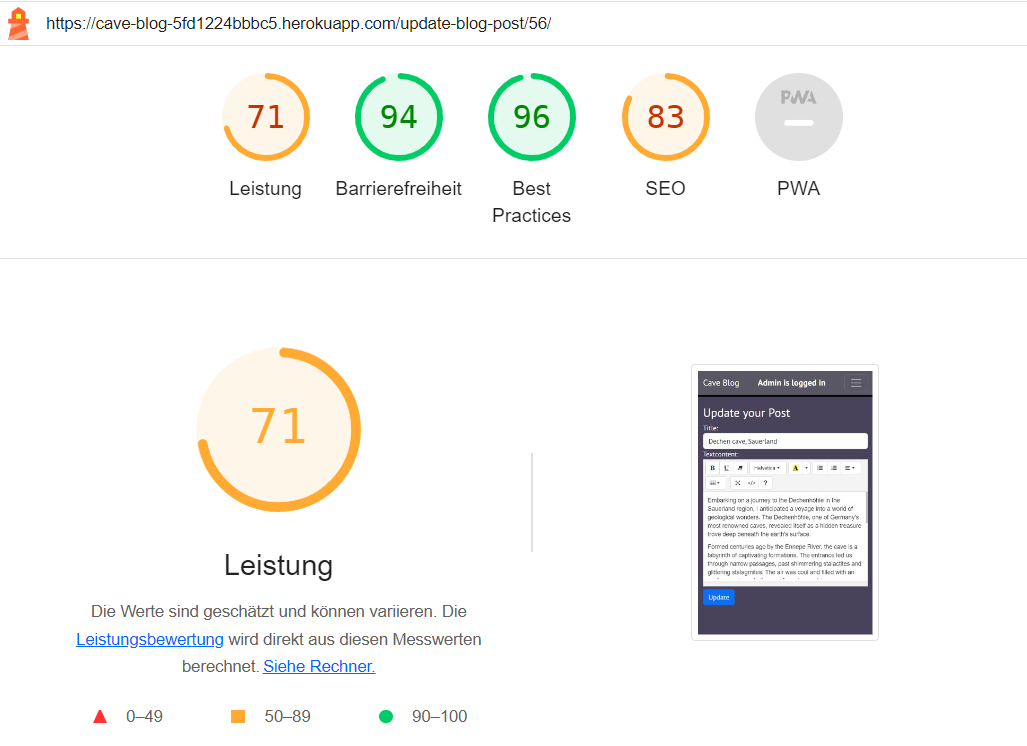 https://cave-blog-5fd1224bbbc5.herokuapp.com/update-blog-post/56/
71
94
96
83
PWA
Leistung
Barrierefreiheit
Best
Practices
SEO
PWA
71
Leistung
Die Werte sind geschätzt und können variieren. Die
Leistungsbewertung wird direkt aus diesen Messwerten
berechnet. Siehe Rechner.
0–49
50–89
90–100
Cave Blog
Admin is logged in
Update your Post
Title:
Dechen cave, Sauerland
Textcontent:
B U Helvetica A
</> ?
Embarking on a journey to the Dechenhöhle in the
Sauerland region, I anticipated a voyage into a world of
geological wonders. The Dechenhöhle, one of Germany's
most renowned caves, revealed itself as a hidden treasure
trove deep beneath the earth's surface.
Formed centuries ago by the Ennepe River, the cave is a
labyrinth of captivating formations. The entrance led us
through narrow passages, past shimmering stalactites and
glittering stalagmites. The air was cool and filled with an
Update